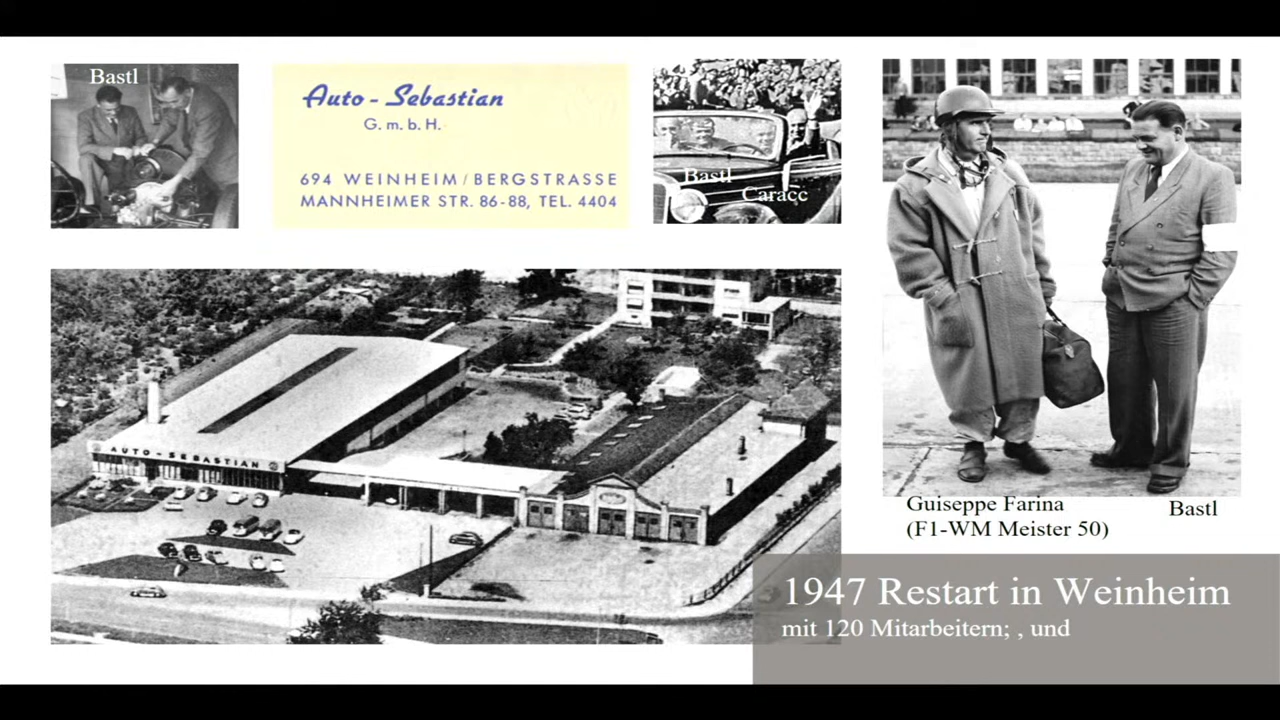 Bastl
Auto - Sebastian
G. m. b. H.
694 WEINHEIM / BERGSTRASSE
MANNHEIMER STR. 86-88, TEL. 4404
Bastl
Caracc
AUTO - SEBASTIAN
Guiseppe Farina
(F1-WM Meister 50)
Bastl
1947 Restart in Weinheim
mit 120 Mitarbeitern; , und